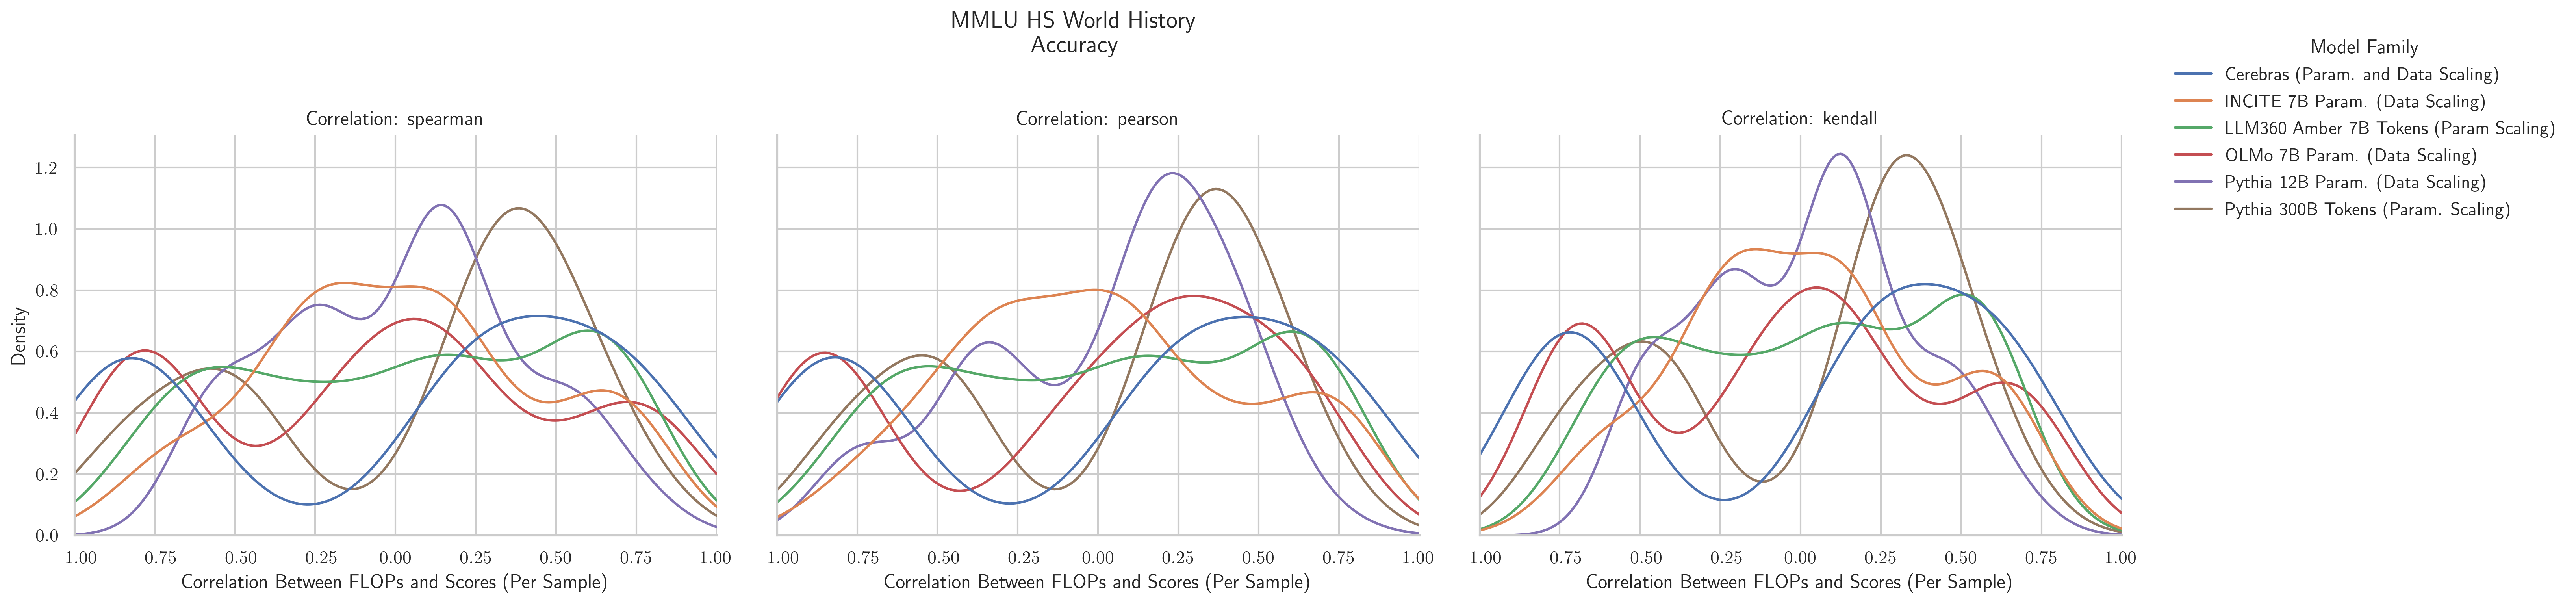 MMLU HS World History
Accuracy
Model Family
Cerebras (Param. and Data Scaling)
INCITE 7B Param. (Data Scaling)
LLM360 Amber 7B Tokens (Param Scaling)
OLMo 7B Param. (Data Scaling)
Pythia 12B Param. (Data Scaling)
Pythia 300B Tokens (Param. Scaling)
Correlation: spearman
Correlation: pearson
Correlation: kendall
Density
1.2
1.0
0.8
0.6
0.4
0.2
0.0
−1.00 −0.75 −0.50 −0.25 0.00 0.25 0.50 0.75 1.00
−1.00 −0.75 −0.50 −0.25 0.00 0.25 0.50 0.75 1.00
−1.00 −0.75 −0.50 −0.25 0.00 0.25 0.50 0.75 1.00
Correlation Between FLOPs and Scores (Per Sample)
Correlation Between FLOPs and Scores (Per Sample)
Correlation Between FLOPs and Scores (Per Sample)